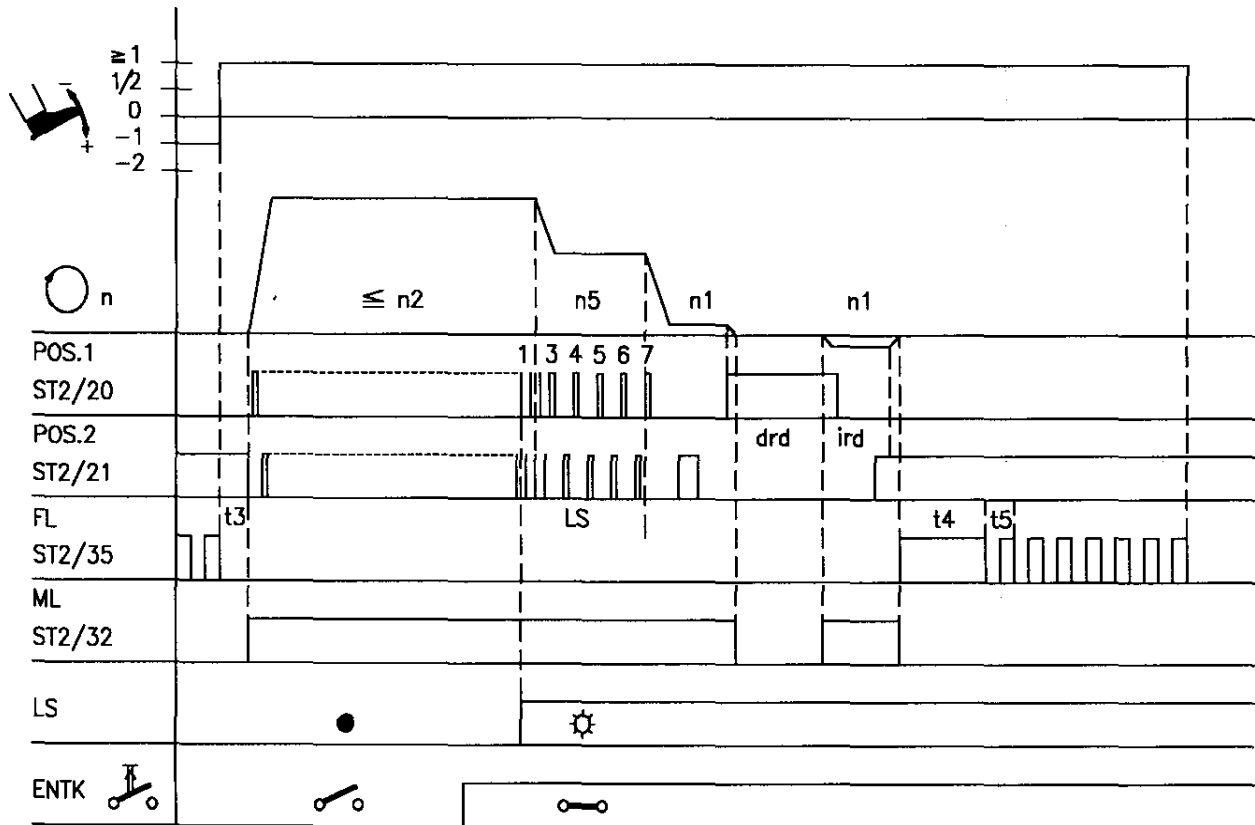 ≧1
1/2
0
−1
−2
−
+
n
≦ n2
n5
n1
n1
POS.1
1 3 4 5 6 7
ST2/20
POS.2
drd
ird
ST2/21
FL
t3
LS
t4
t5
ST2/35
ML
ST2/32
LS
ENTK